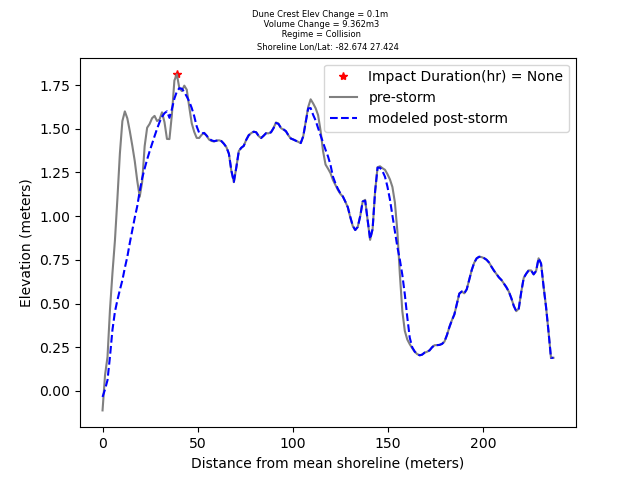 Dune Crest Elev Change = 0.1m
Volume Change = 9.362m3
Regime = Collision
Shoreline Lon/Lat: -82.674 27.424
Impact Duration(hr) = None
pre-storm
modeled post-storm
Elevation (meters)
1.75
1.50
1.25
1.00
0.75
0.50
0.25
0.00
0 50 100 150 200
Distance from mean shoreline (meters)